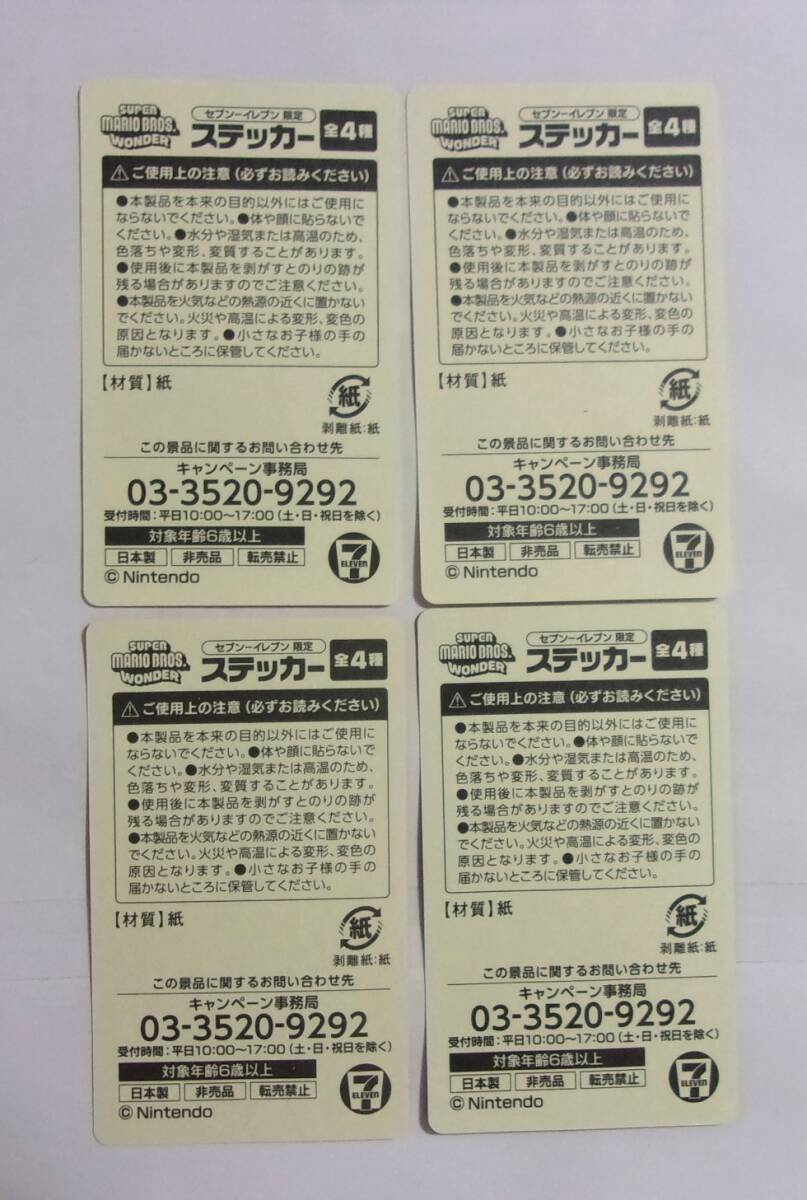 SUPER
MARIO BROS.
WONDER
セブン-イレブン 限定
ステッカー 全4種
⚠ご使用上の注意(必ずお読みください)
●本製品を本来の目的以外にはご使用に
ならないでください。●体や顔に貼らないで
ください。●水分や湿気または高温のため、
色落ちや変形、変質することがあります。
●使用後に本製品を剥がすとのりの跡が
残る場合がありますのでご注意ください。
●本製品を火気などの熱源の近くに置かない
でください。火災や高温による変形、変色の
原因となります。●小さなお子様の手の
届かないところに保管してください。
【材質】紙
紙
剥離紙:紙
この景品に関するお問い合わせ先
キャンペーン事務局
03-3520-9292
受付時間:平日10:00~17:00(土・日・祝日を除く)
対象年齢6歳以上
日本製 非売品 転売禁止
©Nintendo
7
ELEVEN
SUPER
MARIO BROS.
WONDER
セブン-イレブン 限定
ステッカー 全4種
⚠ご使用上の注意(必ずお読みください)
●本製品を本来の目的以外にはご使用に
ならないでください。●体や顔に貼らないで
ください。●水分や湿気または高温のため、
色落ちや変形、変質することがあります。
●使用後に本製品を剥がすとのりの跡が
残る場合がありますのでご注意ください。
●本製品を火気などの熱源の近くに置かない
でください。火災や高温による変形、変色の
原因となります。●小さなお子様の手の
届かないところに保管してください。
【材質】紙
紙
剥離紙:紙
この景品に関するお問い合わせ先
キャンペーン事務局
03-3520-9292
受付時間:平日10:00~17:00(土・日・祝日を除く)
対象年齢6歳以上
日本製 非売品 転売禁止
©Nintendo
7
ELEVEN
SUPER
MARIO BROS.
WONDER
セブン-イレブン 限定
ステッカー 全4種
⚠ご使用上の注意(必ずお読みください)
●本製品を本来の目的以外にはご使用に
ならないでください。●体や顔に貼らないで
ください。●水分や湿気または高温のため、
色落ちや変形、変質することがあります。
●使用後に本製品を剥がすとのりの跡が
残る場合がありますのでご注意ください。
●本製品を火気などの熱源の近くに置かない
でください。火災や高温による変形、変色の
原因となります。●小さなお子様の手の
届かないところに保管してください。
【材質】紙
紙
剥離紙:紙
この景品に関するお問い合わせ先
キャンペーン事務局
03-3520-9292
受付時間:平日10:00~17:00(土・日・祝日を除く)
対象年齢6歳以上
日本製 非売品 転売禁止
©Nintendo
7
ELEVEN
SUPER
MARIO BROS.
WONDER
セブン-イレブン 限定
ステッカー 全4種
⚠ご使用上の注意(必ずお読みください)
●本製品を本来の目的以外にはご使用に
ならないでください。●体や顔に貼らないで
ください。●水分や湿気または高温のため、
色落ちや変形、変質することがあります。
●使用後に本製品を剥がすとのりの跡が
残る場合がありますのでご注意ください。
●本製品を火気などの熱源の近くに置かない
でください。火災や高温による変形、変色の
原因となります。●小さなお子様の手の
届かないところに保管してください。
【材質】紙
紙
剥離紙:紙
この景品に関するお問い合わせ先
キャンペーン事務局
03-3520-9292
受付時間:平日10:00~17:00(土・日・祝日を除く)
対象年齢6歳以上
日本製 非売品 転売禁止
©Nintendo
7
ELEVEN